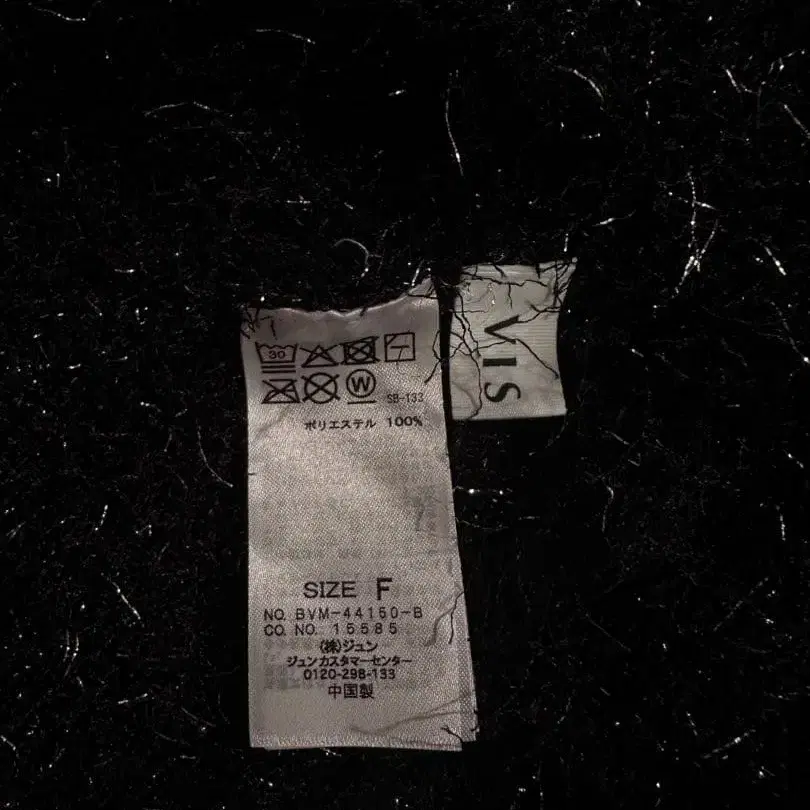 30
W
SB-133
ポリエステル 100%
SIZE F
NO. BVM-44150-B
CO. NO. 15585
(株)ジュン
ジュンカスタマーセンター
0120-298-133
中国製
VIS